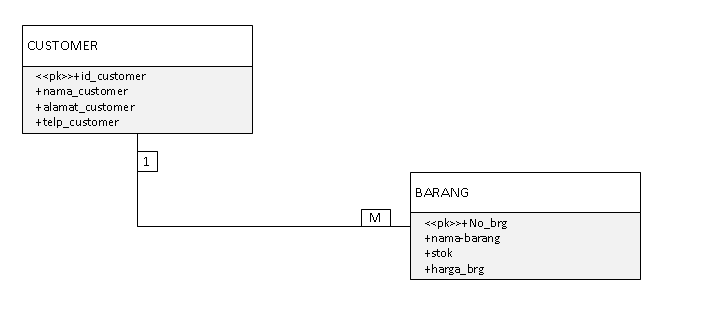 CUSTOMER
<<pk>>+id_customer
+nama_customer
+alamat_customer
+telp_customer
1
M
BARANG
<<pk>>+No_brg
+nama-barang
+stok
+harga_brg